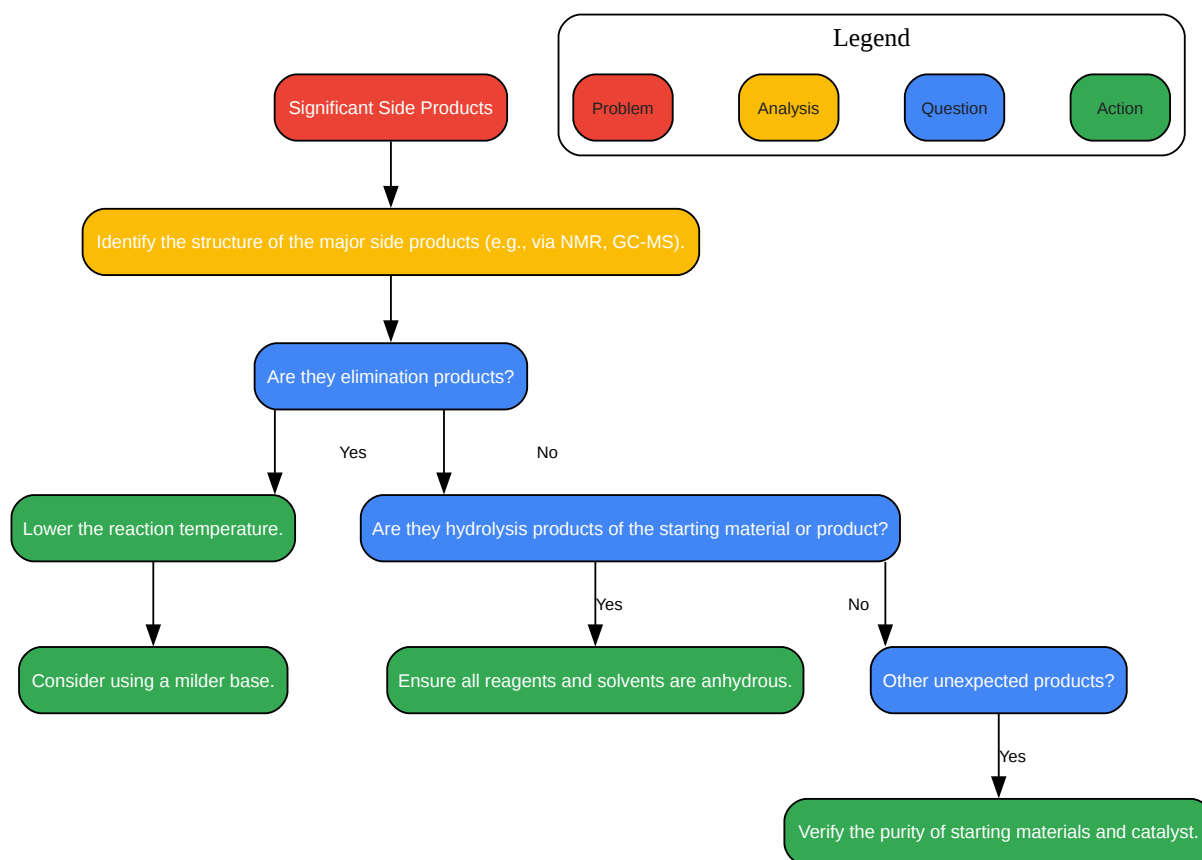 Legend
Problem
Analysis
Question
Action
Significant Side Products
Identify the structure of the major side products (e.g., via NMR, GC-MS).
Are they elimination products?
Yes
No
Lower the reaction temperature.
Are they hydrolysis products of the starting material or product?
Yes
No
Consider using a milder base.
Ensure all reagents and solvents are anhydrous.
Other unexpected products?
Yes
Verify the purity of starting materials and catalyst.